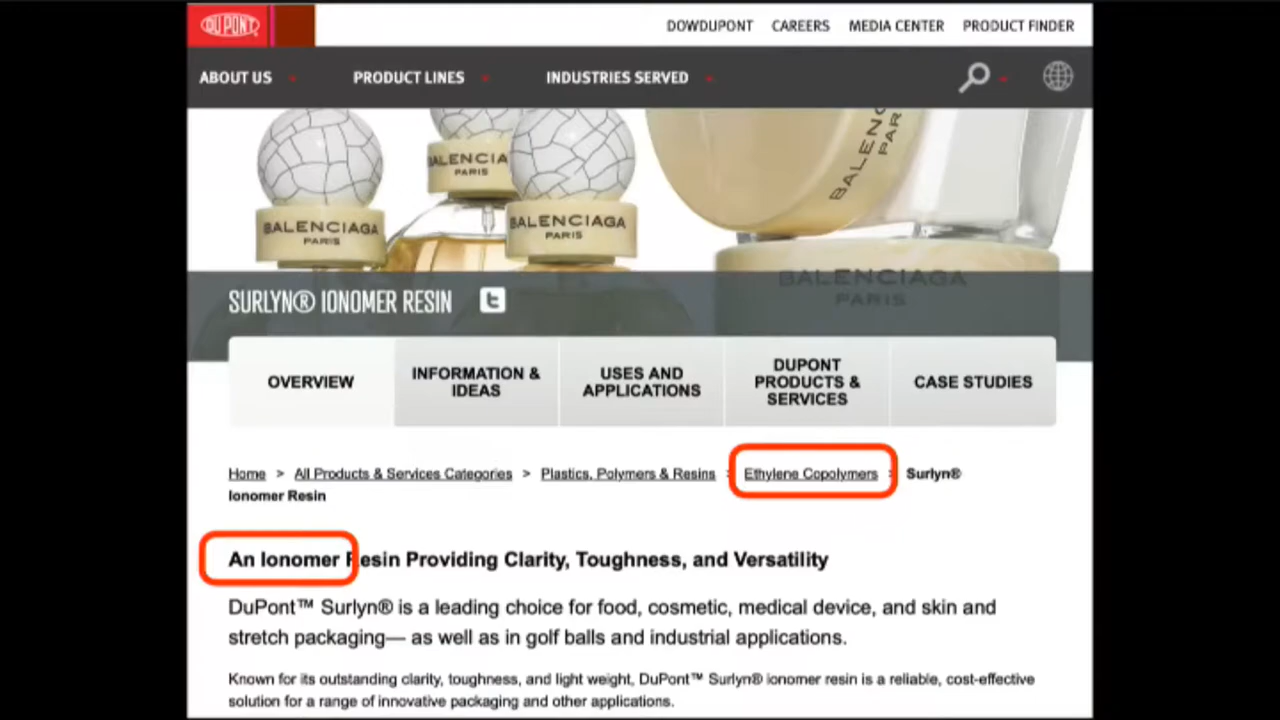 DU PONT
DOWDUPONT CAREERS MEDIA CENTER PRODUCT FINDER
ABOUT US PRODUCT LINES INDUSTRIES SERVED
BALENCIAGA
PARIS
BALENCIA
PARIS
BALENCIAGA
PARIS
BALENC
PAR
BALENCIAGA
PARIS
SURLYN® IONOMER RESIN
OVERVIEW
INFORMATION &
IDEAS
USES AND
APPLICATIONS
DUPONT
PRODUCTS &
SERVICES
CASE STUDIES
Home > All Products & Services Categories > Plastics, Polymers & Resins > Ethylene Copolymers > Surlyn®
Ionomer Resin
An Ionomer Resin Providing Clarity, Toughness, and Versatility
DuPont™ Surlyn® is a leading choice for food, cosmetic, medical device, and skin and
stretch packaging— as well as in golf balls and industrial applications.
Known for its outstanding clarity, toughness, and light weight, DuPont™ Surlyn® ionomer resin is a reliable, cost-effective
solution for a range of innovative packaging and other applications.